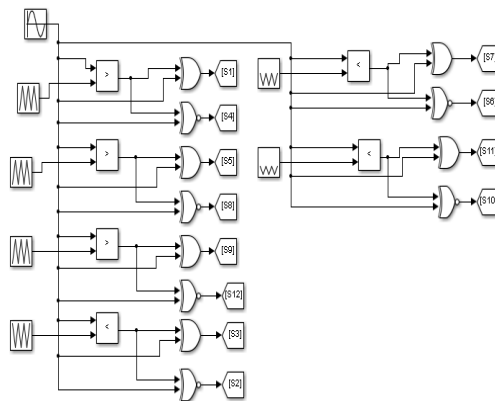 >
[S1]
[S4]
>
[S5]
[S8]
>
[S9]
[S12]
<
[S3]
[S2]
<
[S7]
[S6]
<
[S11]
[S10]